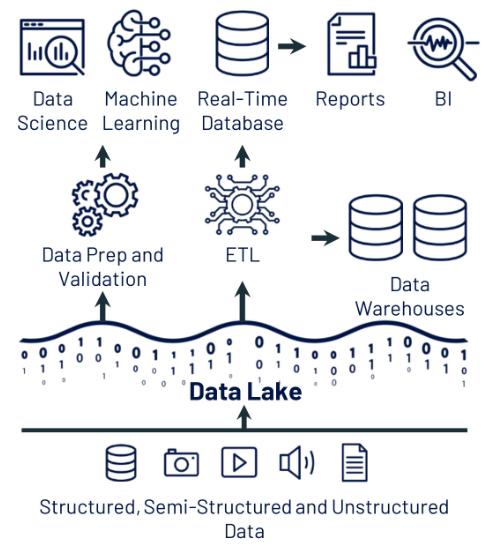 Data
Science
Machine
Learning
Real-Time
Database
Reports
BI
Data Prep and
Validation
ETL
Data
Warehouses
Data Lake
Structured, Semi-Structured and Unstructured
Data